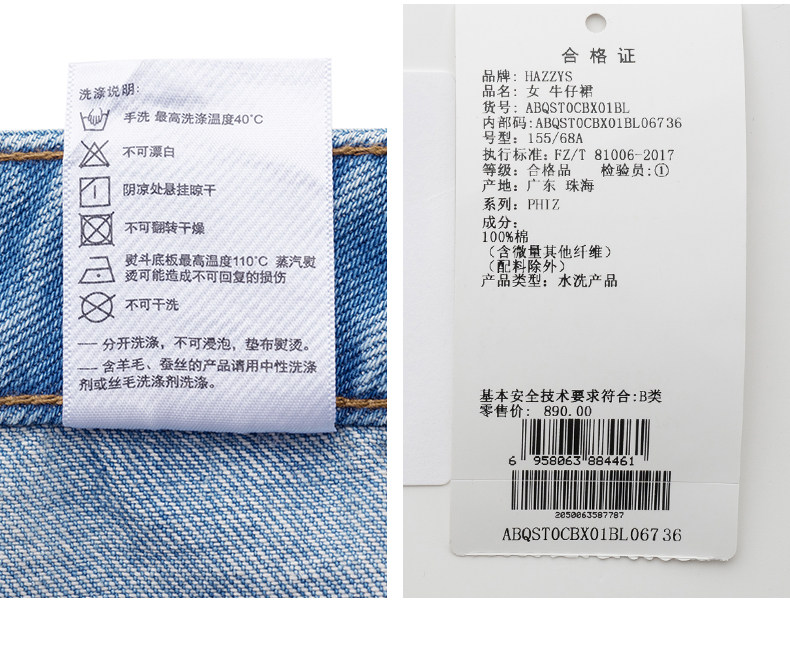 洗涤说明:
手洗 最高洗涤温度40°C
不可漂白
阴凉处悬挂晾干
不可翻转干燥
熨斗底板最高温度110°C 蒸汽熨
烫可能造成不可回复的损伤
不可干洗
— 分开洗涤，不可浸泡，垫布熨烫。
— 含羊毛、蚕丝的产品请用中性洗涤
剂或丝毛洗涤剂洗涤。
合格证
品牌: HAZZYS
品名: 女 牛仔裙
货号: ABQST0CBX01BL
内部码:ABQST0CBX01BL06736
号型: 155/68A
执行标准: FZ/T 81006-2017
等级: 合格品 检验员:①
产地: 广东 珠海
系列: PHIZ
成分:
100%棉
（含微量其他纤维）
（配料除外）
产品类型: 水洗产品
基本安全技术要求符合:B类
零售价: 890.00
6 958063 884461
2050063587787
ABQST0CBX01BL06736